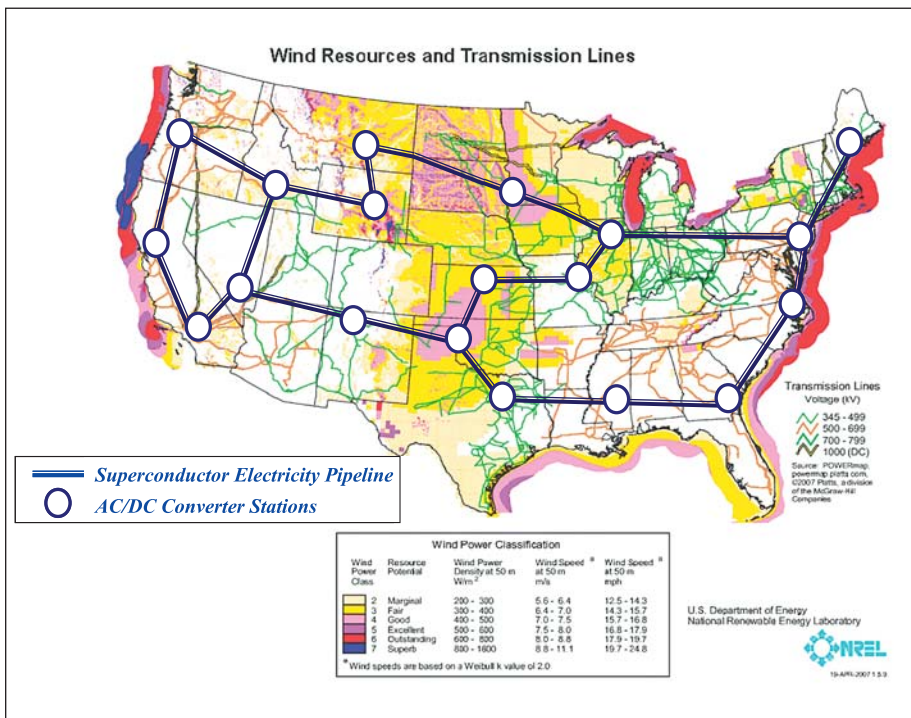 Wind Resources and Transmission Lines
Transmission Lines
Voltage (kV)
345 - 499
500 - 699
700 - 799
1000 (DC)
Source: POWERmap,
powermap.platts.com,
©2007 Platts, a division
of the McGraw-Hill
Companies
Superconductor Electricity Pipeline
AC/DC Converter Stations
Wind Power Classification
Wind Power Class Resource Potential Wind Power Density at 50 m W/m² Wind Speed * at 50 m m/s Wind Speed * at 50 m mph
2 Marginal 200 - 300 5.6 - 6.4 12.5 - 14.3
3 Fair 300 - 400 6.4 - 7.0 14.3 - 15.7
4 Good 400 - 500 7.0 - 7.5 15.7 - 16.8
5 Excellent 500 - 600 7.5 - 8.0 16.8 - 17.9
6 Outstanding 600 - 800 8.0 - 8.8 17.9 - 19.7
7 Superb 800 - 1600 8.8 - 11.1 19.7 - 24.8
* Wind speeds are based on a Weibull k value of 2.0
U.S. Department of Energy
National Renewable Energy Laboratory
NREL
19-APR-2007 1.5.9